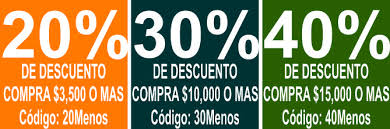 20%
DE DESCUENTO
COMPRA $3,500 O MAS
Código: 20Menos
30%
DE DESCUENTO
COMPRA $10,000 O MAS
Código: 30Menos
40%
DE DESCUENTO
COMPRA $15,000 O MAS
Código: 40Menos